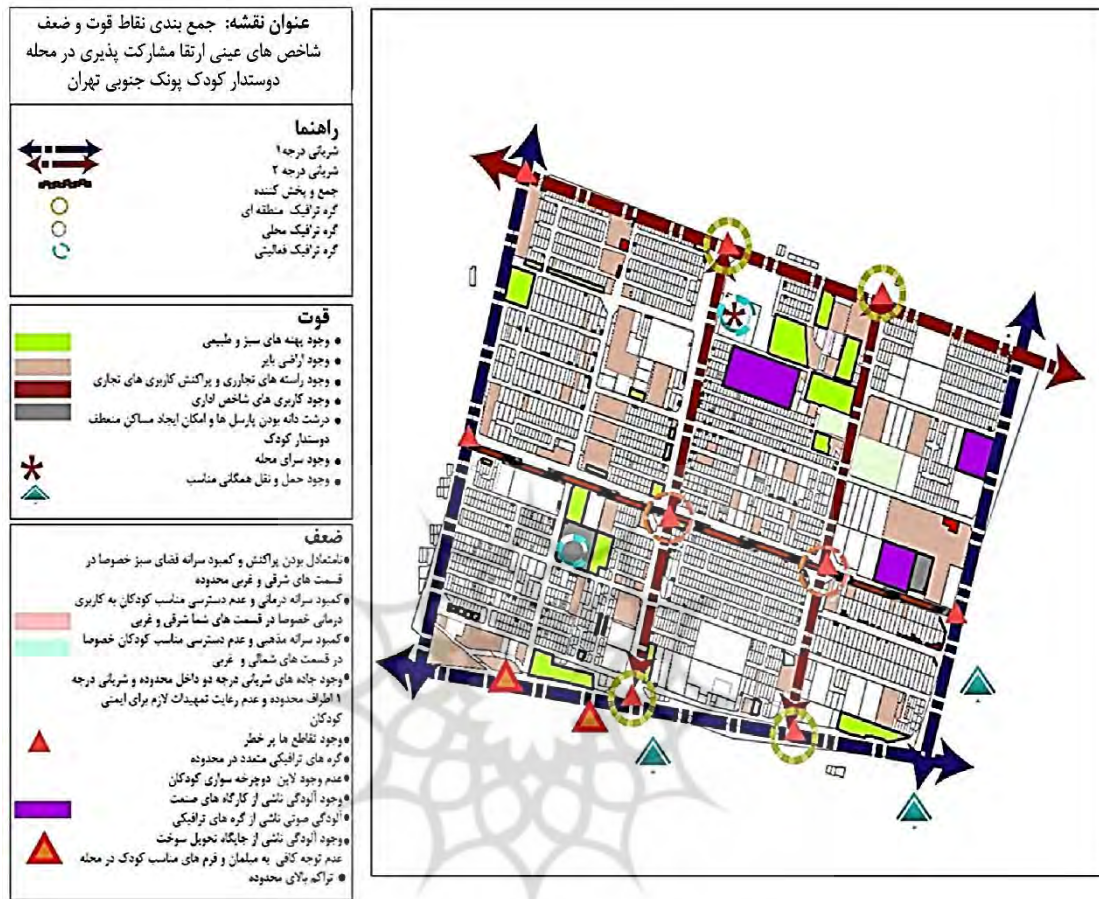 عنوان نقشه: جمع بندی نقاط قوت و ضعف
شاخص های عینی ارتقا مشارکت پذیری در محله
دوستدار کودک پونک جنوبی تهران
راهنما
شریانی درجه۱
شریانی درجه ۲
جمع و پخش کننده
گره ترافیک منطقه ای
گره ترافیک محلی
گره ترافیک فعالیتی
قوت
• وجود پهنه های سبز و طبیعی
• وجود اراضی بایر
• وجود راسته های تجارری و پراکنش کاربری های تجاری
• وجود کاربری های شاخص اداری
• درشت دانه بودن پارسل ها و امکان ایجاد مساکن منعطف
دوستدار کودک
• وجود سرای محله
• وجود حمل و نقل همگانی مناسب
ضعف
•نامتعادل بودن پراکنش و کمبود سرانه فضای سبز خصوصا در
قسمت های شرقی و غربی محدوده
•کمبود سرانه درمانی و عدم دسترسی مناسب کودکان به کاربری
درمانی خصوصا در قسمت های شما شرقی و غربی
•کمبود سرانه مذهبی و عدم دسترسی مناسب کودکان خصوصا
در قسمت های شمالی و غربی
•وجود جاده های شریانی درجه دو داخل محدوده و شریانی درجه
۱ اطراف محدوده و عدم رعایت تمهیدات لازم برای ایمنی
کودکان
•وجود تقاطع ها پر خطر
•گره های ترافیکی متعدد در محدوده
•عدم وجود لاین دوچرخه سواری کودکان
•وجود آلودگی ناشی از کارگاه های صنعت
•آلودگی صوتی ناشی از گره های ترافیکی
•وجود آلودگی ناشی از جایگاه تحویل سوخت
عدم توجه کافی به مبلمان و فرم های مناسب کودک در محله
• تراکم بالای محدوده